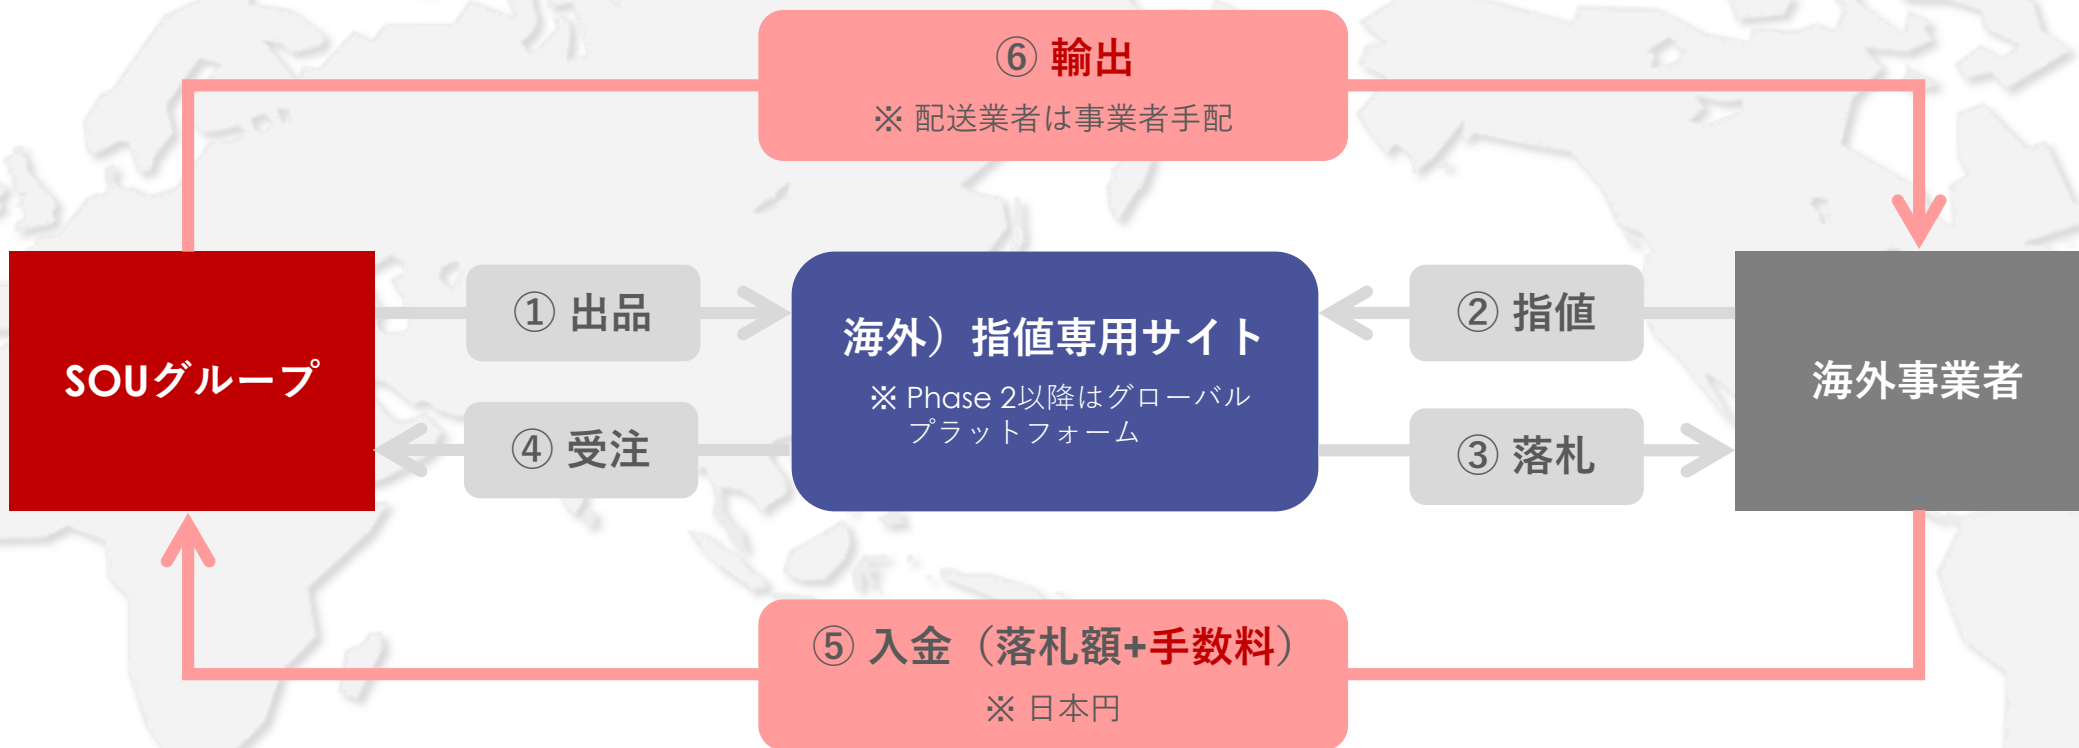 ⑥ 輸出
※ 配送業者は事業者手配
SOUグループ
① 出品
④ 受注
海外）指値専用サイト
※ Phase 2以降はグローバル
プラットフォーム
② 指値
③ 落札
海外事業者
⑤ 入金（落札額+手数料）
※ 日本円